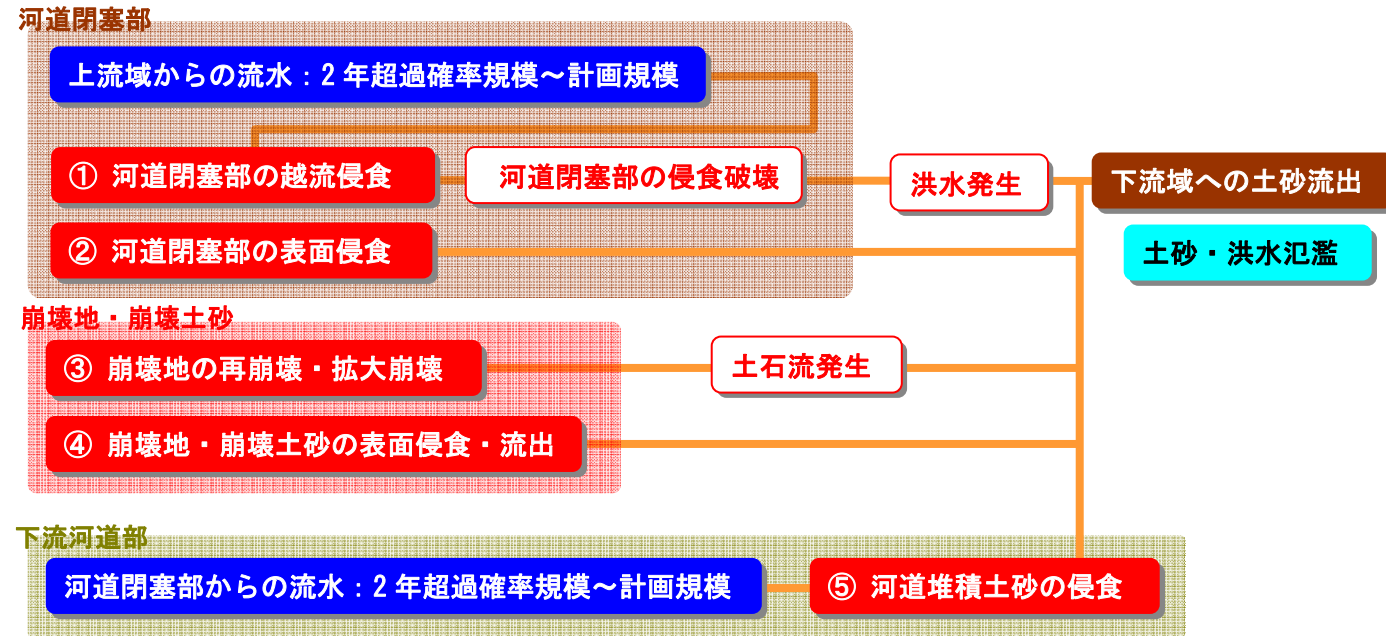 河道閉塞部
上流域からの流水：2年超過確率規模～計画規模
① 河道閉塞部の越流侵食
河道閉塞部の侵食破壊
洪水発生
下流域への土砂流出
② 河道閉塞部の表面侵食
土砂・洪水氾濫
崩壊地・崩壊土砂
③ 崩壊地の再崩壊・拡大崩壊
土石流発生
④ 崩壊地・崩壊土砂の表面侵食・流出
下流河道部
河道閉塞部からの流水：2年超過確率規模～計画規模
⑤ 河道堆積土砂の侵食